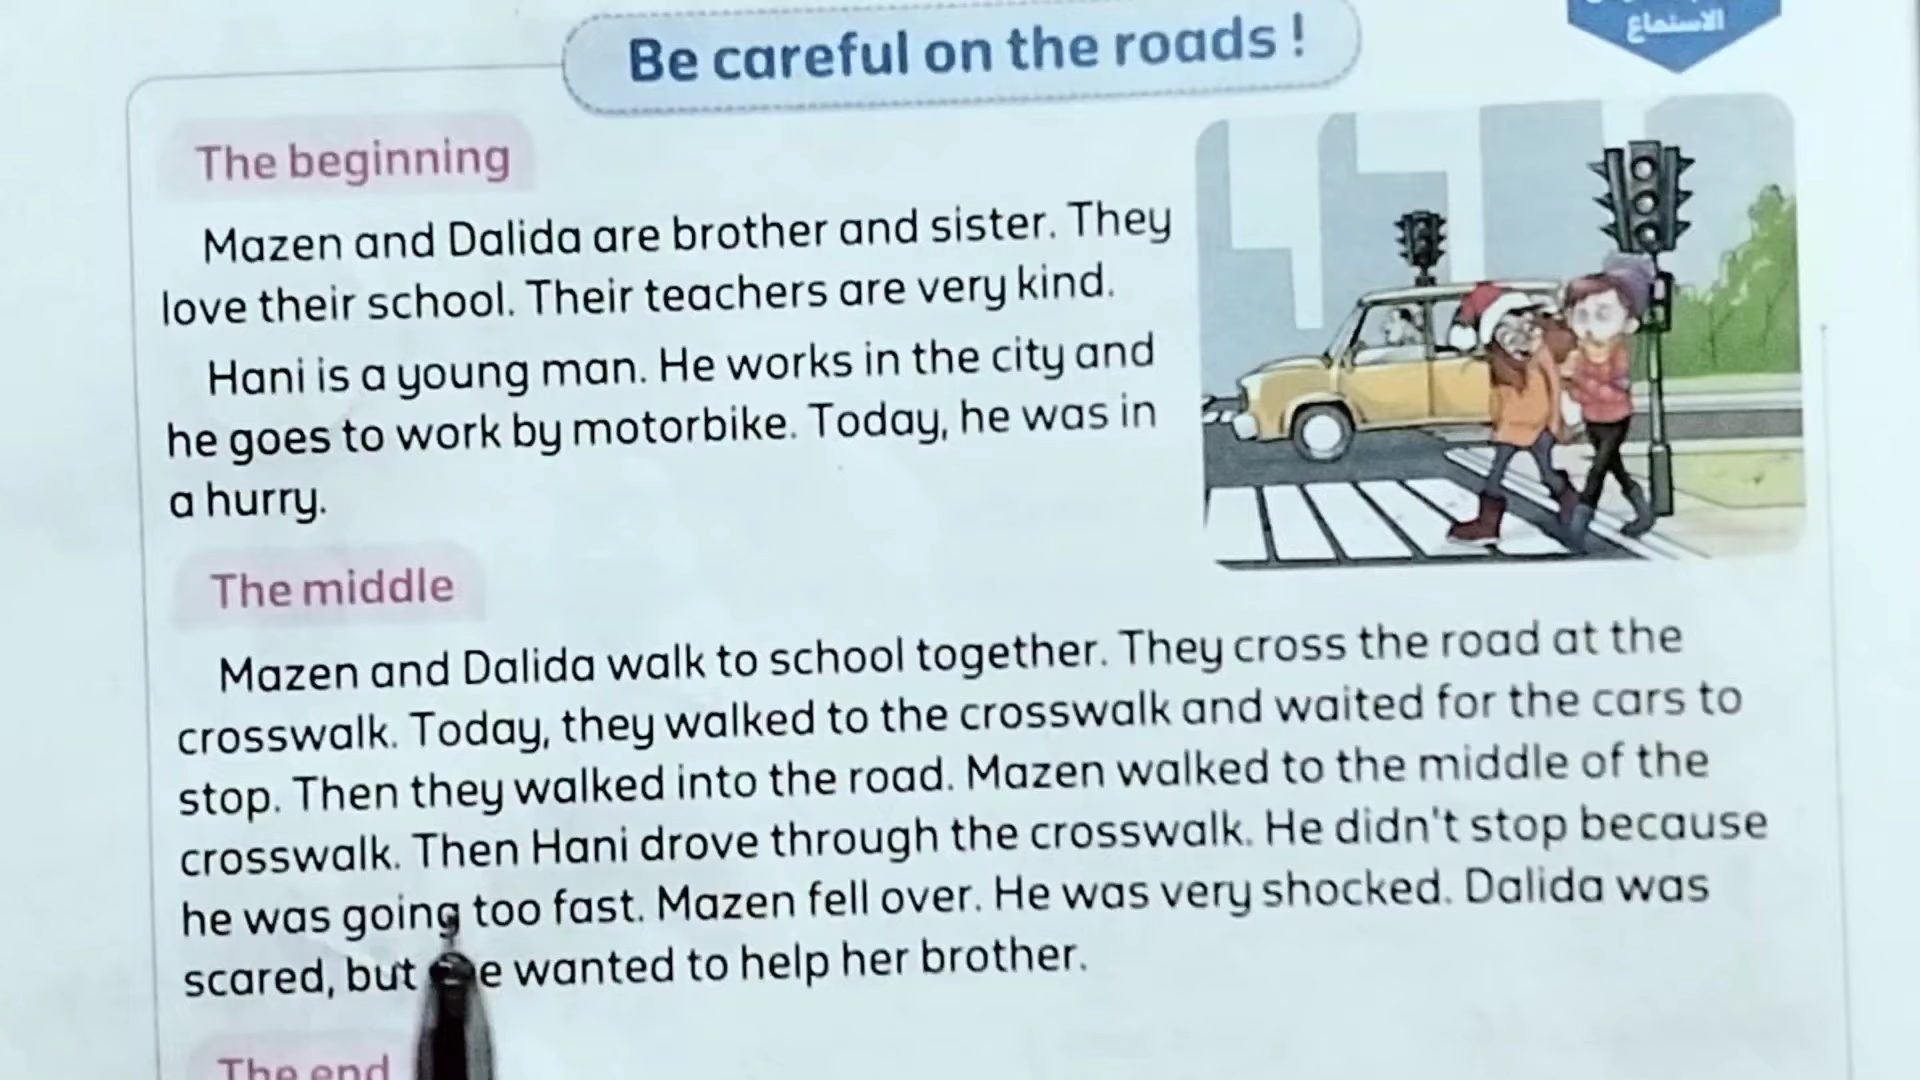 Be careful on the roads !
الاستماع
The beginning
Mazen and Dalida are brother and sister. They
love their school. Their teachers are very kind.
Hani is a young man. He works in the city and
he goes to work by motorbike. Today, he was in
a hurry.
The middle
Mazen and Dalida walk to school together. They cross the road at the
crosswalk. Today, they walked to the crosswalk and waited for the cars to
stop. Then they walked into the road. Mazen walked to the middle of the
crosswalk. Then Hani drove through the crosswalk. He didn't stop because
he was going too fast. Mazen fell over. He was very shocked. Dalida was
scared, but wanted to help her brother.
The end